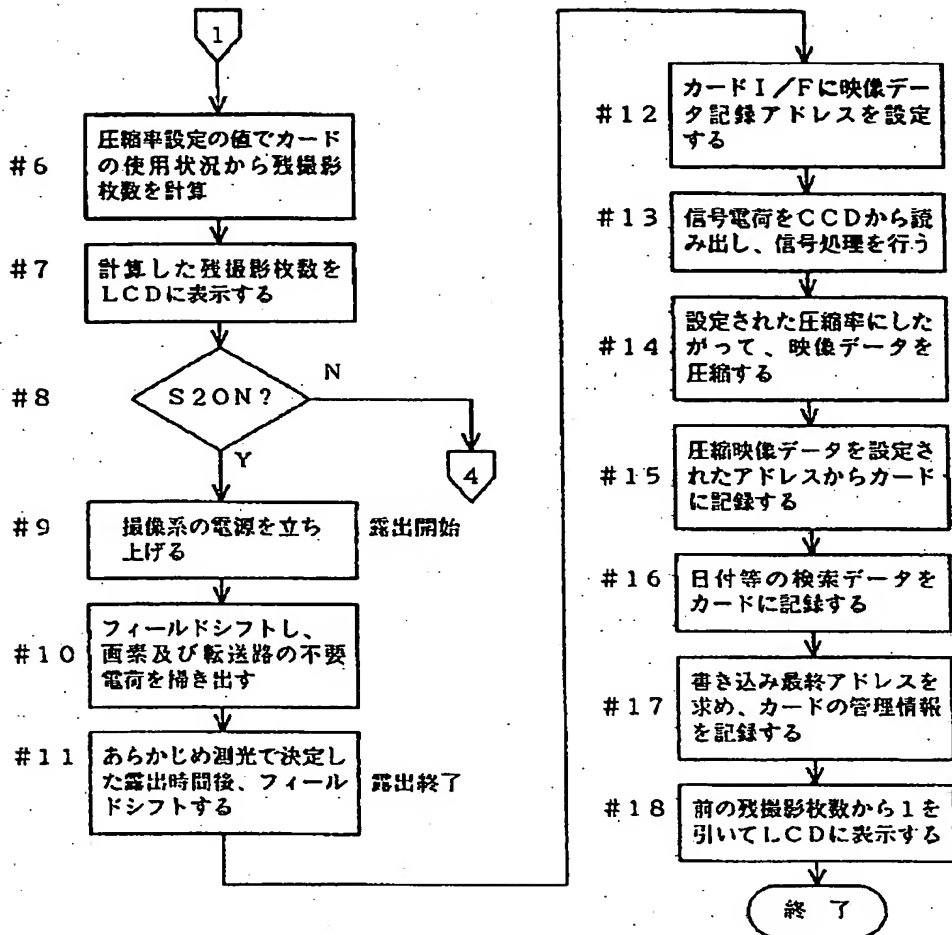 1
#6
圧縮率設定の値でカード
の使用状況から残撮影
枚数を計算
#7
計算した残撮影枚数を
LCDに表示する
#8
S2ON?
N
Y
4
#9
撮像系の電源を立ち
上げる
露出開始
#10
フィールドシフトし、
画素及び転送路の不要
電荷を掃き出す
#11
あらかじめ測光で決定し
た露出時間後、フィール
ドシフトする
露出終了
#12
カードI/Fに映像デー
タ記録アドレスを設定
する
#13
信号電荷をCCDから読
み出し、信号処理を行う
#14
設定された圧縮率にした
がって、映像データを
圧縮する
#15
圧縮映像データを設定さ
れたアドレスからカード
に記録する
#16
日付等の検索データを
カードに記録する
#17
書き込み最終アドレスを
求め、カードの管理情報
を記録する
#18
前の残撮影枚数から1を
引いてLCDに表示する
終了